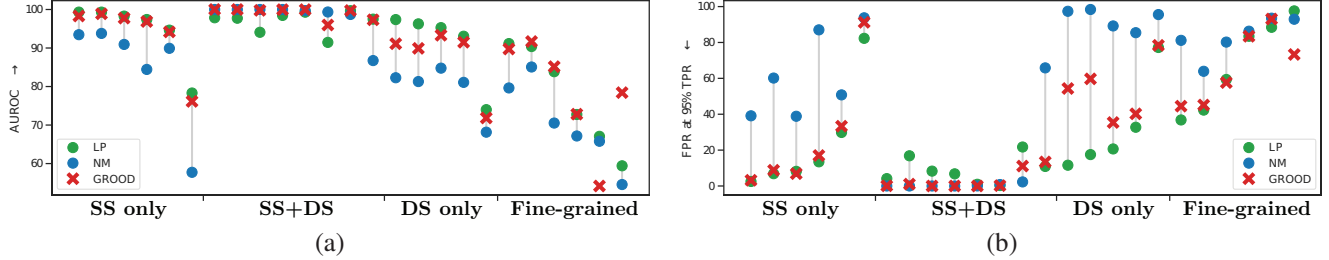 AUROC →
100
90
80
70
60
LP
NM
GROOD
SS only
SS+DS
DS only
Fine-grained
(a)
FPR at 95% TPR ←
100
80
60
40
20
0
LP
NM
GROOD
SS only
SS+DS
DS only
Fine-grained
(b)